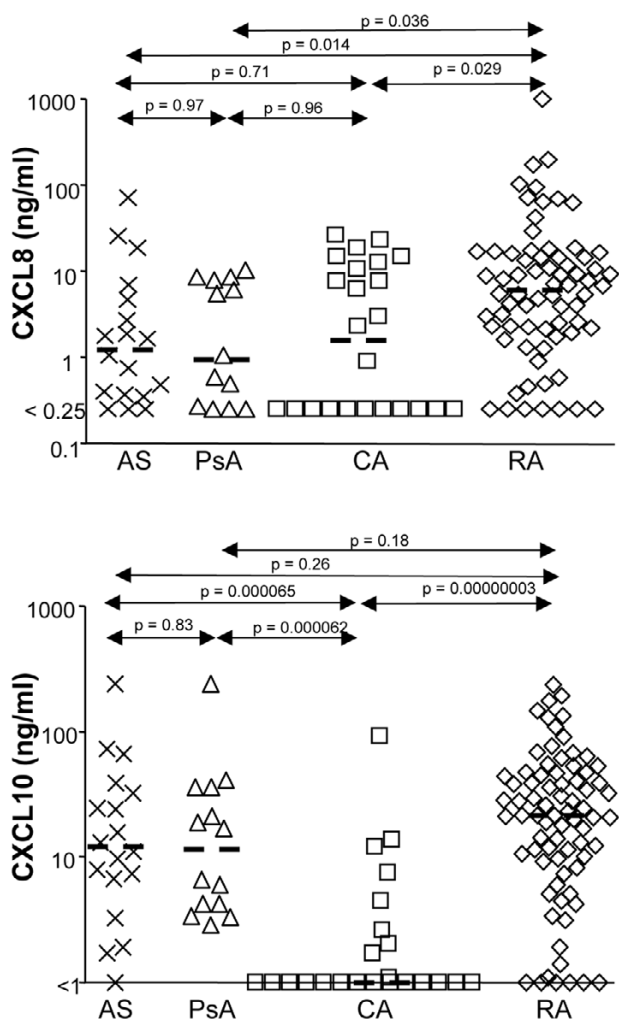 p = 0.036
p = 0.014
p = 0.71
p = 0.029
p = 0.97
p = 0.96
1000
100
10
1
< 0.25
0.1
CXCL8 (ng/ml)
AS PsA CA RA
p = 0.18
p = 0.26
p = 0.000065
p = 0.00000003
p = 0.83
p = 0.000062
1000
100
10
<1
CXCL10 (ng/ml)
AS PsA CA RA